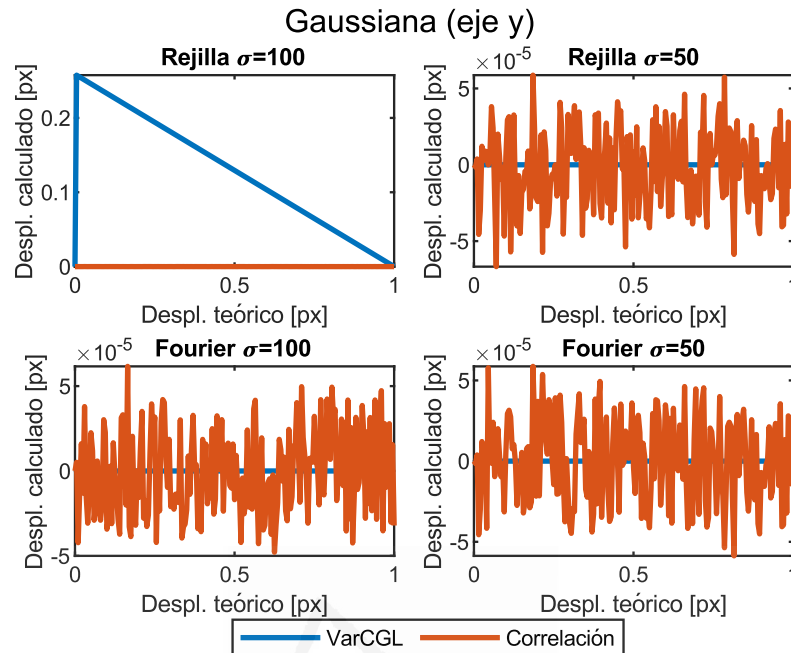 Gaussiana (eje y)
Rejilla σ=100
Despl. calculado [px]
0.2
0.1
0
0
0.5
1
Despl. teórico [px]
×10-5
Rejilla σ=50
Despl. calculado [px]
5
0
-5
0
0.5
1
Despl. teórico [px]
×10-5
Fourier σ=100
Despl. calculado [px]
5
0
-5
0
0.5
1
Despl. teórico [px]
×10-5
Fourier σ=50
Despl. calculado [px]
5
0
-5
0
0.5
1
Despl. teórico [px]
VarCGL
Correlación